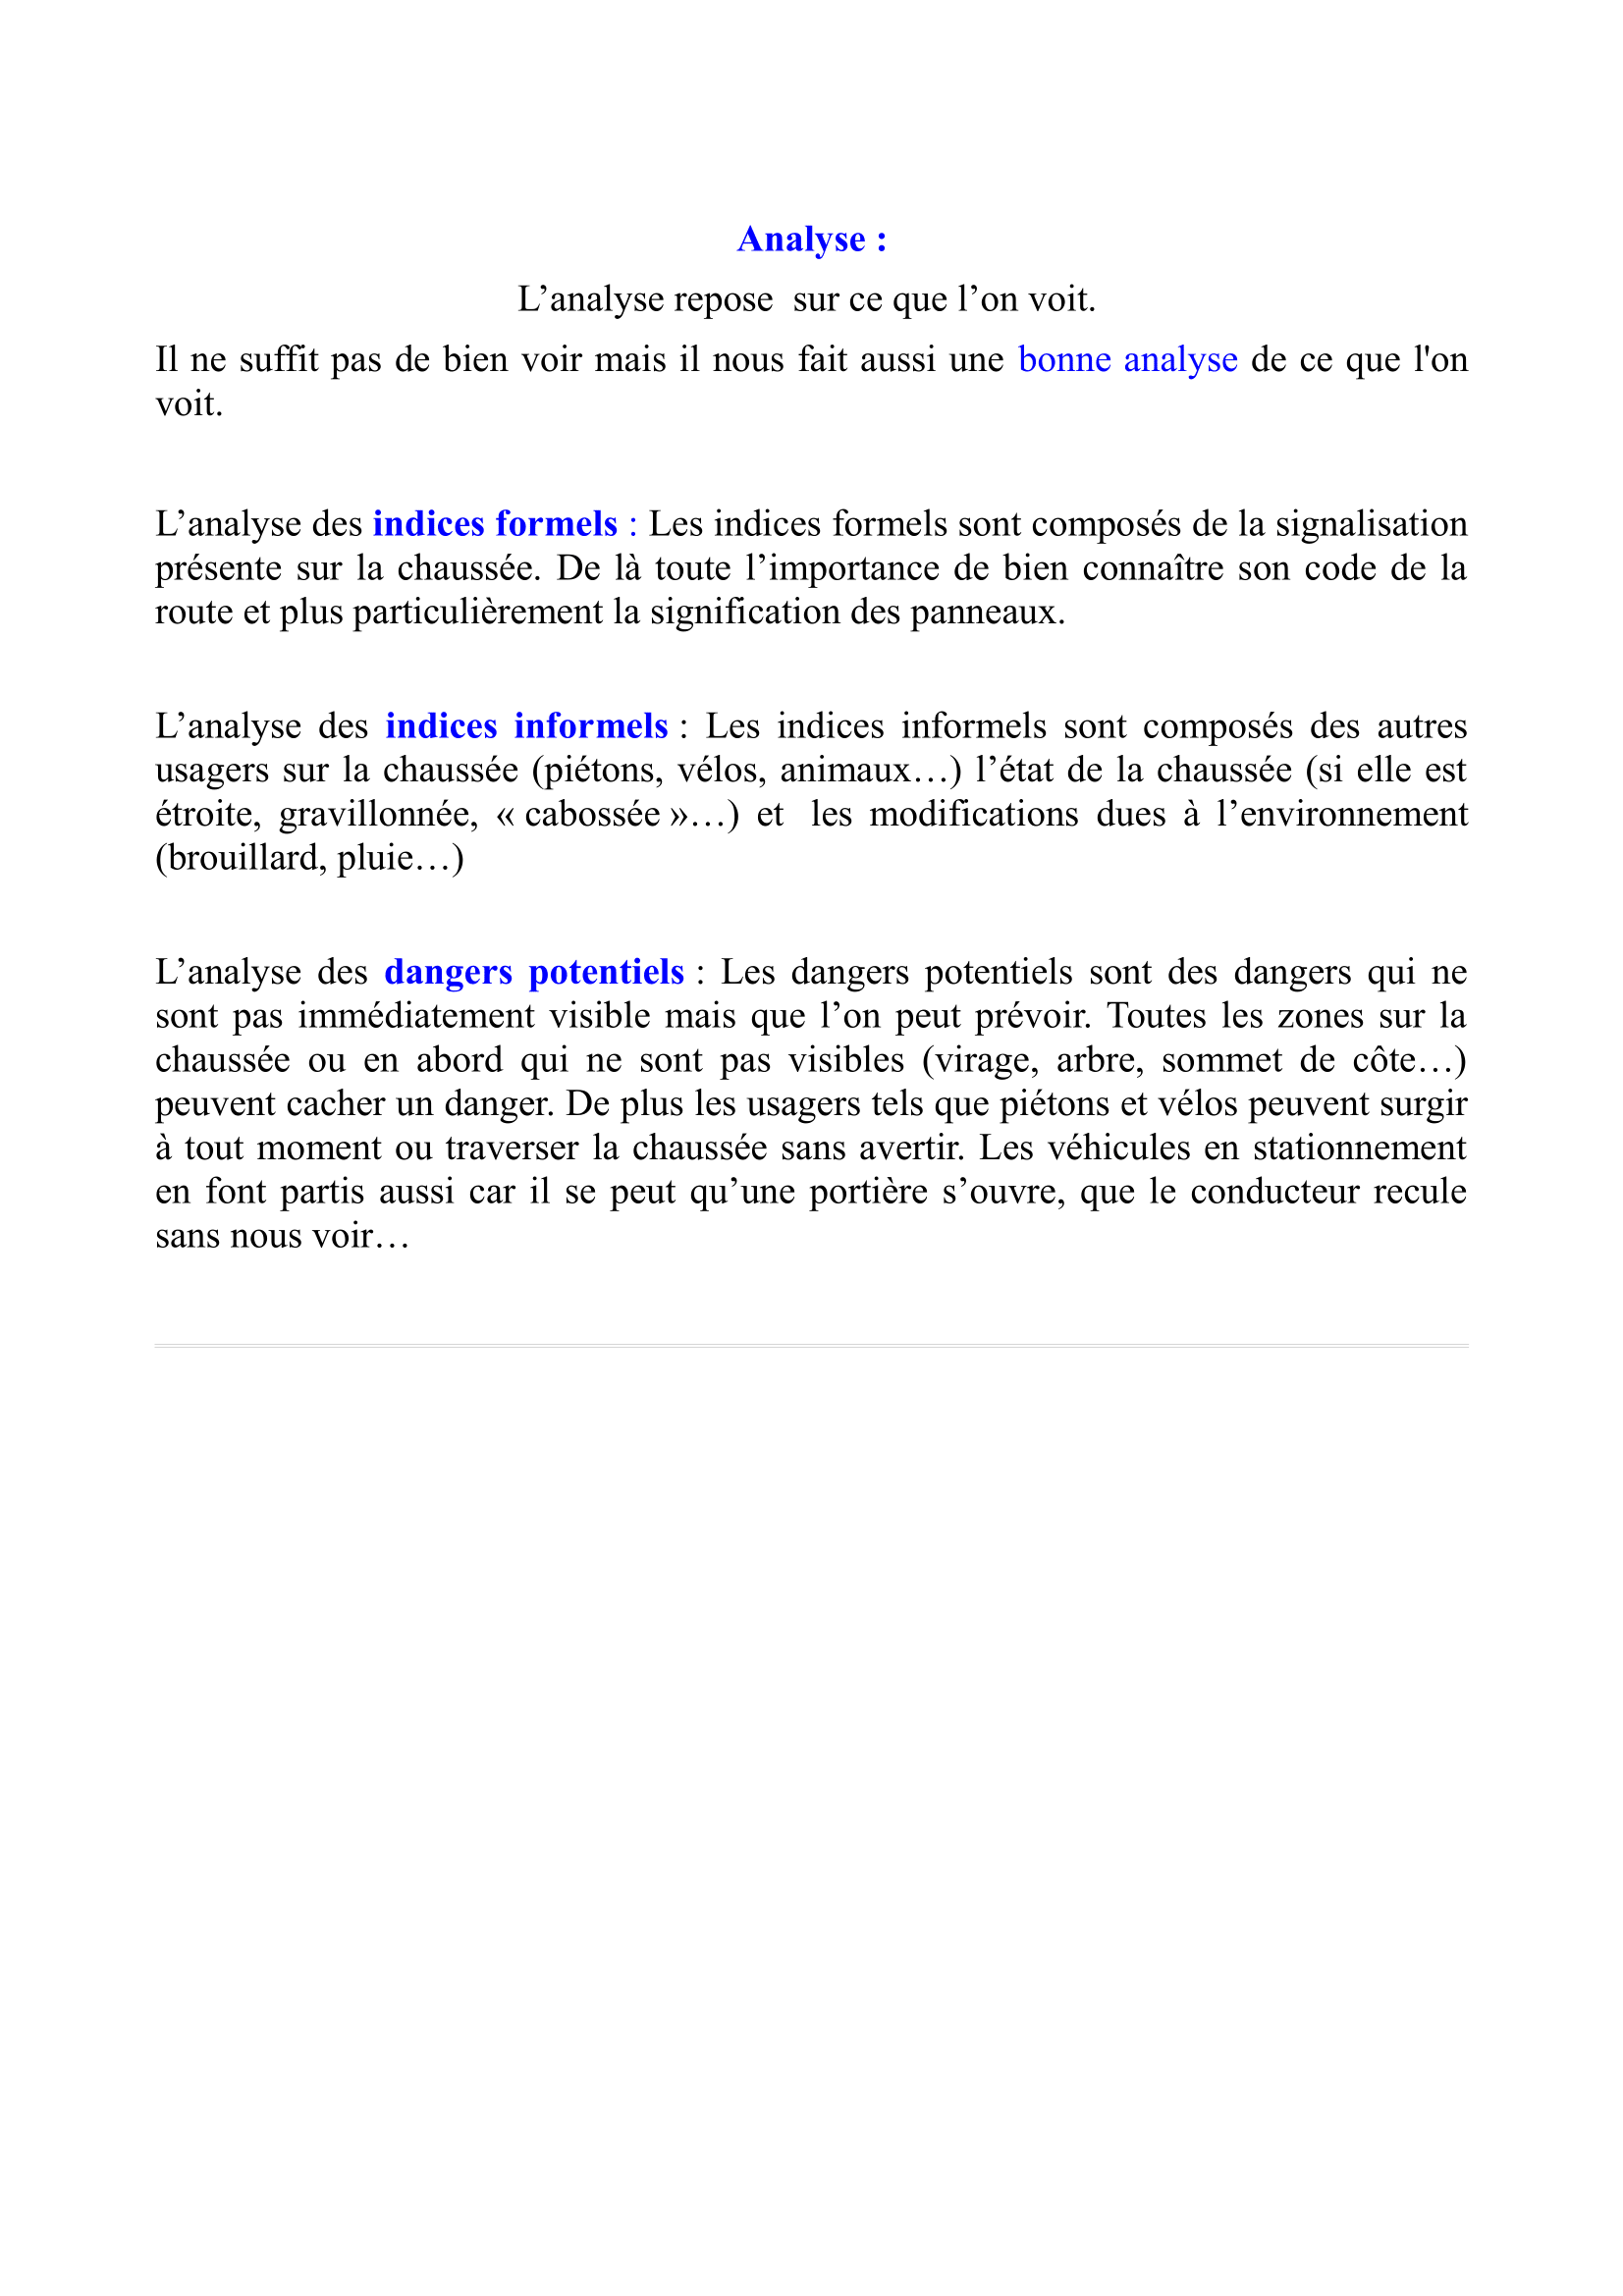 Analyse :
L’analyse repose  sur ce que l’on voit.
Il ne suffit pas de bien voir mais il nous fait aussi une bonne analyse de ce que l'on
voit.
L’analyse des indices formels : Les indices formels sont composés de la signalisation
présente sur la chaussée. De là toute l’importance de bien connaître son code de la
route et plus particulièrement la signification des panneaux.
L’analyse des indices informels : Les indices informels sont composés des autres
usagers sur la chaussée (piétons, vélos, animaux…) l’état de la chaussée (si elle est
étroite, gravillonnée, « cabossée »…) et  les modifications dues à l’environnement
(brouillard, pluie…)
L’analyse des dangers potentiels : Les dangers potentiels sont des dangers qui ne
sont pas immédiatement visible mais que l’on peut prévoir. Toutes les zones sur la
chaussée ou en abord qui ne sont pas visibles (virage, arbre, sommet de côte…)
peuvent cacher un danger. De plus les usagers tels que piétons et vélos peuvent surgir
à tout moment ou traverser la chaussée sans avertir. Les véhicules en stationnement
en font partis aussi car il se peut qu’une portière s’ouvre, que le conducteur recule
sans nous voir…